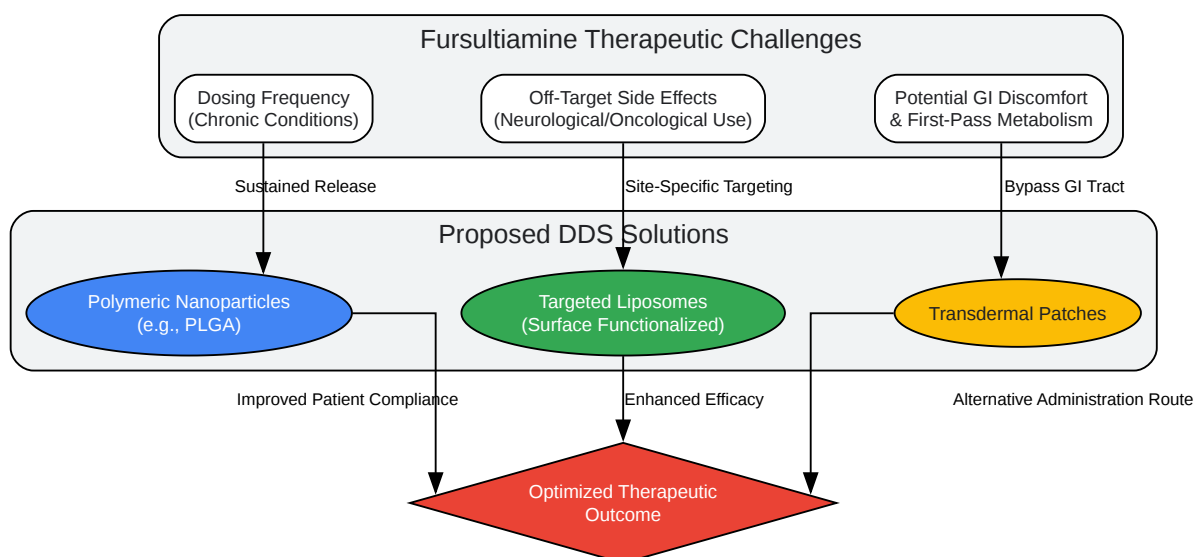 Fursultiamine Therapeutic Challenges
Dosing Frequency
(Chronic Conditions)
Off-Target Side Effects
(Neurological/Oncological Use)
Potential GI Discomfort
& First-Pass Metabolism
Sustained Release
Site-Specific Targeting
Bypass GI Tract
Proposed DDS Solutions
Polymeric Nanoparticles
(e.g., PLGA)
Targeted Liposomes
(Surface Functionalized)
Transdermal Patches
Improved Patient Compliance
Enhanced Efficacy
Alternative Administration Route
Optimized Therapeutic
Outcome